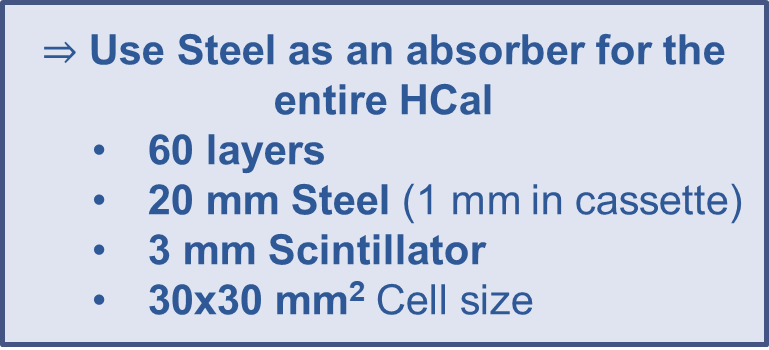 ⇒ Use Steel as an absorber for the
entire HCal
• 60 layers
• 20 mm Steel (1 mm in cassette)
• 3 mm Scintillator
• 30x30 mm² Cell size